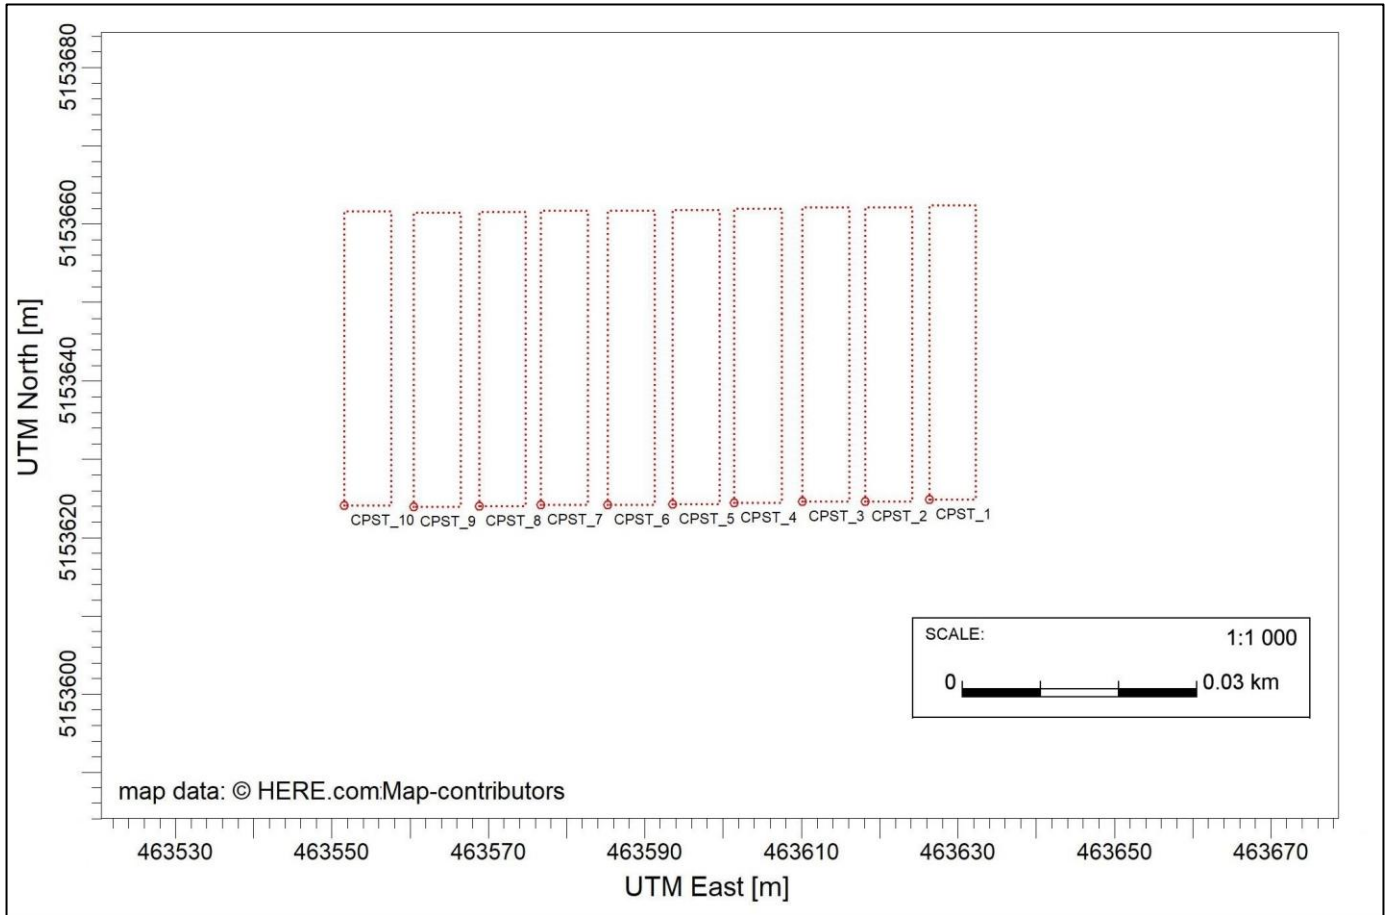 5153680
5153660
5153640
5153620
5153600
UTM North [m]
CPST_10 CPST_9 CPST_8 CPST_7 CPST_6 CPST_5 CPST_4 CPST_3 CPST_2 CPST_1
SCALE: 1:1 000
0 0.03 km
map data: © HERE.com Map-contributors
463530 463550 463570 463590 463610 463630 463650 463670
UTM East [m]